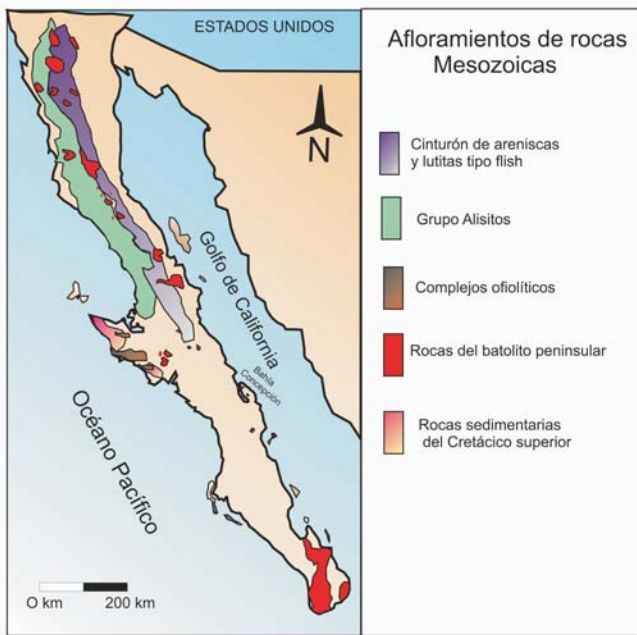 ESTADOS UNIDOS
N
Golfo de California
Bahía
Concepción
Océano Pacífico
O km
200 km
Afloramientos de rocas
Mesozoicas
Cinturón de areniscas
y lutitas tipo flish
Grupo Alisitos
Complejos ofiolíticos
Rocas del batolito peninsular
Rocas sedimentarias
del Cretácico superior